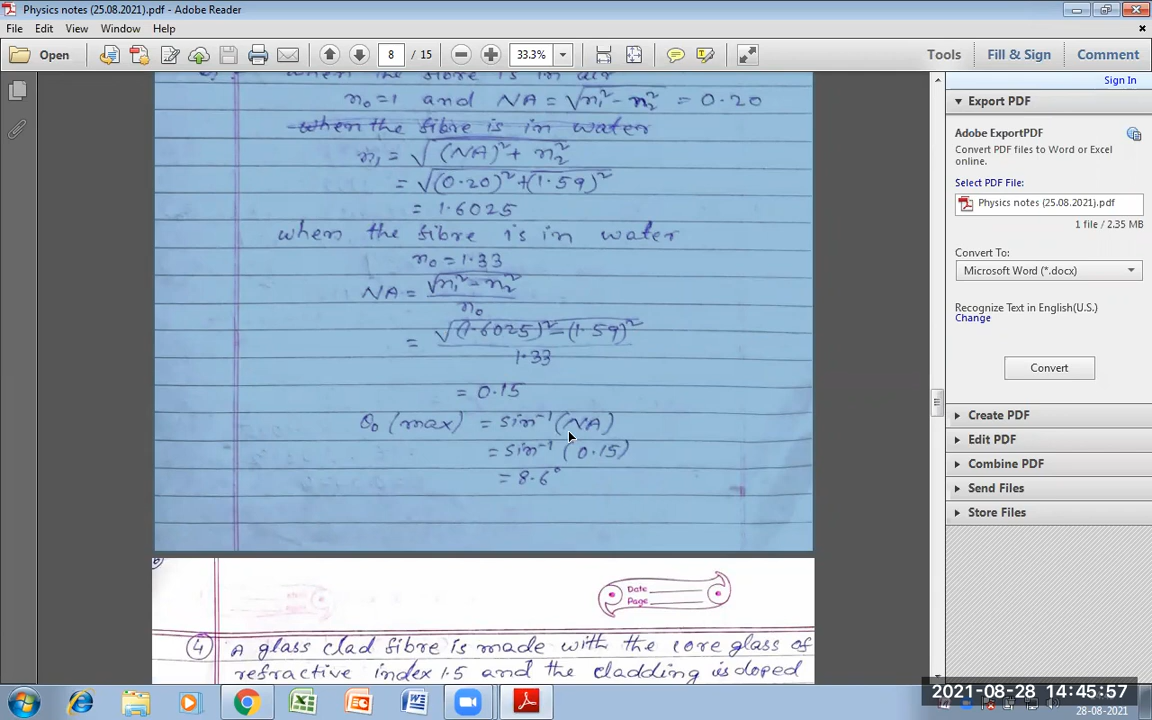 Physics notes (25.08.2021).pdf - Adobe Reader
File Edit View Window Help
Open 8 / 15 33.3% Tools Fill & Sign Comment
Sign In
when the fibre is in air
n₀=1 and NA = √n₁²-n₂² = 0.20
when the fibre is in water
n₁ = √(NA)²+ n₂²
= √(0.20)²+(1.59)²
= 1.6025
when the fibre is in water
n₀ = 1.33
NA = √n₁²-n₂²
n₀
= √(1.6025)²-(1.59)²
1.33
= 0.15
θ₀ (max) = sin⁻¹(NA)
= sin⁻¹ (0.15)
= 8.6°
Date
Page
④ A glass clad fibre is made with the core glass of
refractive index 1.5 and the cladding is doped
Export PDF
Adobe ExportPDF
Convert PDF files to Word or Excel
online.
Select PDF File:
Physics notes (25.08.2021).pdf
1 file / 2.35 MB
Convert To:
Microsoft Word (*.docx)
Recognize Text in English(U.S.)
Change
Convert
Create PDF
Edit PDF
Combine PDF
Send Files
Store Files
2021-08-28 14:45:57
28-08-2021